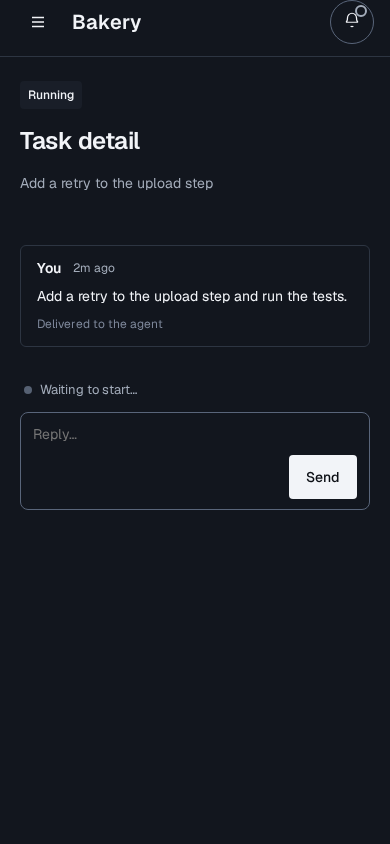 Bakery
Running
Task detail
Add a retry to the upload step
You 2m ago
Add a retry to the upload step and run the tests.
Delivered to the agent
Waiting to start…
Reply…
Send